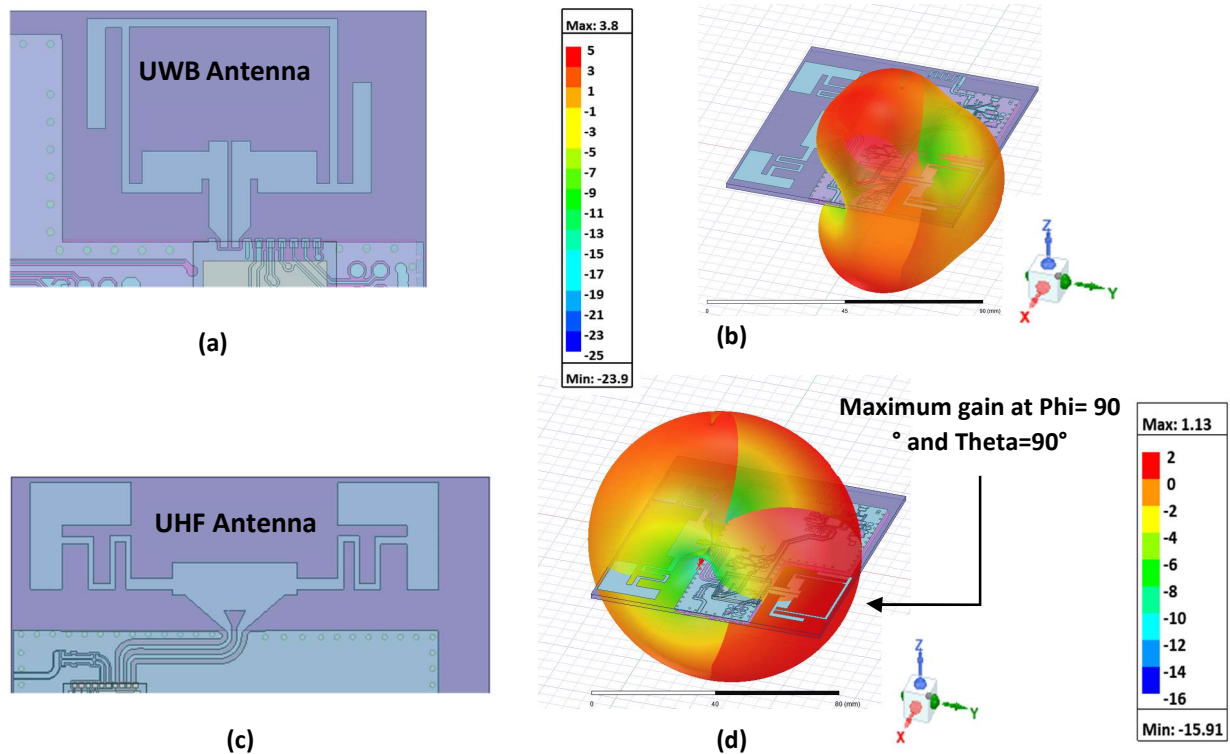 UWB Antenna
(a)
Max: 3.8
5
3
1
-1
-3
-5
-7
-9
-11
-13
-15
-17
-19
-21
-23
-25
Min: -23.9
0
45
90 (mm)
Z
Y
X
(b)
UHF Antenna
(c)
Maximum gain at Phi= 90
° and Theta=90°
0
40
80 (mm)
Z
Y
X
(d)
Max: 1.13
2
0
-2
-4
-6
-8
-10
-12
-14
-16
Min: -15.91